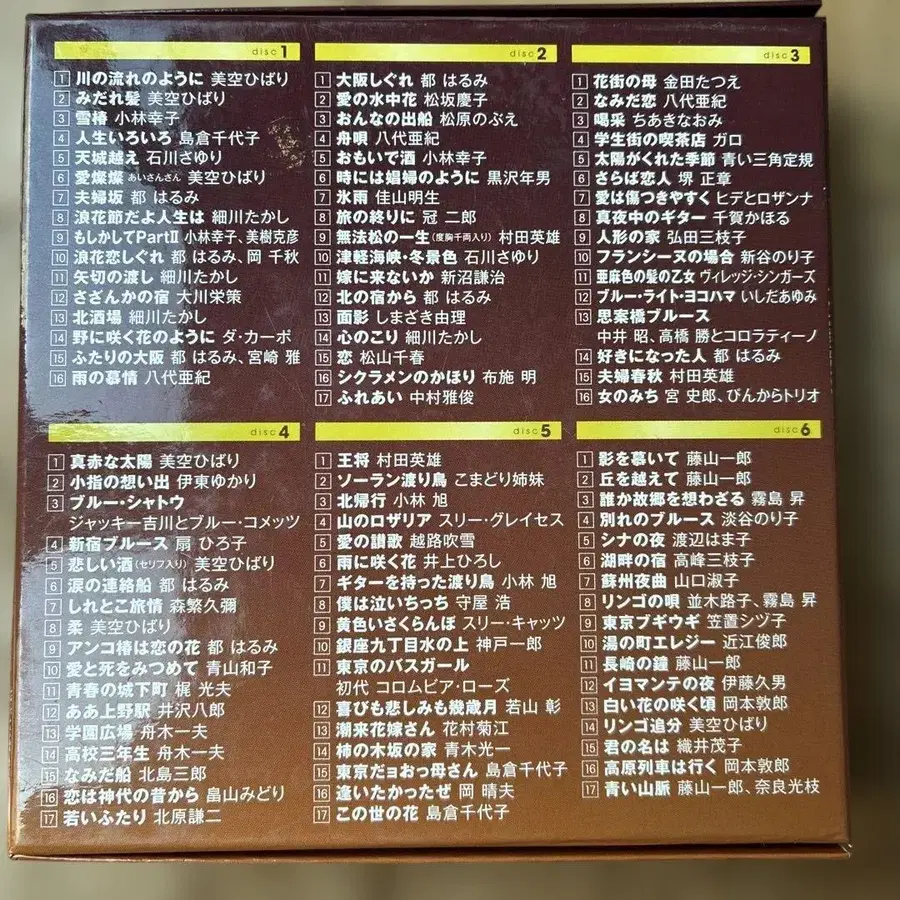 disc1
1 川の流れのように 美空ひばり
2 みだれ髪 美空ひばり
3 雪椿 小林幸子
4 人生いろいろ 島倉千代子
5 天城越え 石川さゆり
6 愛燦燦 あいさんさん 美空ひばり
7 夫婦坂 都 はるみ
8 浪花節だよ人生は 細川たかし
9 もしかしてPartⅡ 小林幸子、美樹克彦
10 浪花恋しぐれ 都 はるみ、岡 千秋
11 矢切の渡し 細川たかし
12 さざんかの宿 大川栄策
13 北酒場 細川たかし
14 野に咲く花のように ダ・カーポ
15 ふたりの大阪 都 はるみ、宮崎 雅
16 雨の慕情 八代亜紀
disc2
1 大阪しぐれ 都 はるみ
2 愛の水中花 松坂慶子
3 おんなの出船 松原のぶえ
4 舟唄 八代亜紀
5 おもいで酒 小林幸子
6 時には娼婦のように 黒沢年男
7 氷雨 佳山明生
8 旅の終りに 冠 二郎
9 無法松の一生(度胸千両入り) 村田英雄
10 津軽海峡・冬景色 石川さゆり
11 嫁に来ないか 新沼謙治
12 北の宿から 都 はるみ
13 面影 しまざき由理
14 心のこり 細川たかし
15 恋 松山千春
16 シクラメンのかほり 布施 明
17 ふれあい 中村雅俊
disc3
1 花街の母 金田たつえ
2 なみだ恋 八代亜紀
3 喝采 ちあきなおみ
4 学生街の喫茶店 ガロ
5 太陽がくれた季節 青い三角定規
6 さらば恋人 堺 正章
7 愛は傷つきやすく ヒデとロザンナ
8 真夜中のギター 千賀かほる
9 人形の家 弘田三枝子
10 フランシーヌの場合 新谷のり子
11 亜麻色の髪の乙女 ヴィレッジ・シンガーズ
12 ブルー・ライト・ヨコハマ いしだあゆみ
13 思案橋ブルース
中井 昭、高橋 勝とコロラティーノ
14 好きになった人 都 はるみ
15 夫婦春秋 村田英雄
16 女のみち 宮 史郎、ぴんからトリオ
disc4
1 真赤な太陽 美空ひばり
2 小指の想い出 伊東ゆかり
3 ブルー・シャトウ
ジャッキー吉川とブルー・コメッツ
4 新宿ブルース 扇 ひろ子
5 悲しい酒(セリフ入り) 美空ひばり
6 涙の連絡船 都 はるみ
7 しれとこ旅情 森繁久彌
8 柔 美空ひばり
9 アンコ椿は恋の花 都 はるみ
10 愛と死をみつめて 青山和子
11 青春の城下町 梶 光夫
12 ああ上野駅 井沢八郎
13 学園広場 舟木一夫
14 高校三年生 舟木一夫
15 なみだ船 北島三郎
16 恋は神代の昔から 畠山みどり
17 若いふたり 北原謙二
disc5
1 王将 村田英雄
2 ソーラン渡り鳥 こまどり姉妹
3 北帰行 小林 旭
4 山のロザリア スリー・グレイセス
5 愛の讃歌 越路吹雪
6 雨に咲く花 井上ひろし
7 ギターを持った渡り鳥 小林 旭
8 僕は泣いちっち 守屋 浩
9 黄色いさくらんぼ スリー・キャッツ
10 銀座九丁目水の上 神戸一郎
11 東京のバスガール
初代 コロムビア・ローズ
12 喜びも悲しみも幾歳月 若山 彰
13 潮来花嫁さん 花村菊江
14 柿の木坂の家 青木光一
15 東京だョおっ母さん 島倉千代子
16 逢いたかったぜ 岡 晴夫
17 この世の花 島倉千代子
disc6
1 影を慕いて 藤山一郎
2 丘を越えて 藤山一郎
3 誰か故郷を想わざる 霧島 昇
4 別れのブルース 淡谷のり子
5 シナの夜 渡辺はま子
6 湖畔の宿 高峰三枝子
7 蘇州夜曲 山口淑子
8 リンゴの唄 並木路子、霧島 昇
9 東京ブギウギ 笠置シヅ子
10 湯の町エレジー 近江俊郎
11 長崎の鐘 藤山一郎
12 イヨマンテの夜 伊藤久男
13 白い花の咲く頃 岡本敦郎
14 リンゴ追分 美空ひばり
15 君の名は 織井茂子
16 高原列車は行く 岡本敦郎
17 青い山脈 藤山一郎、奈良光枝